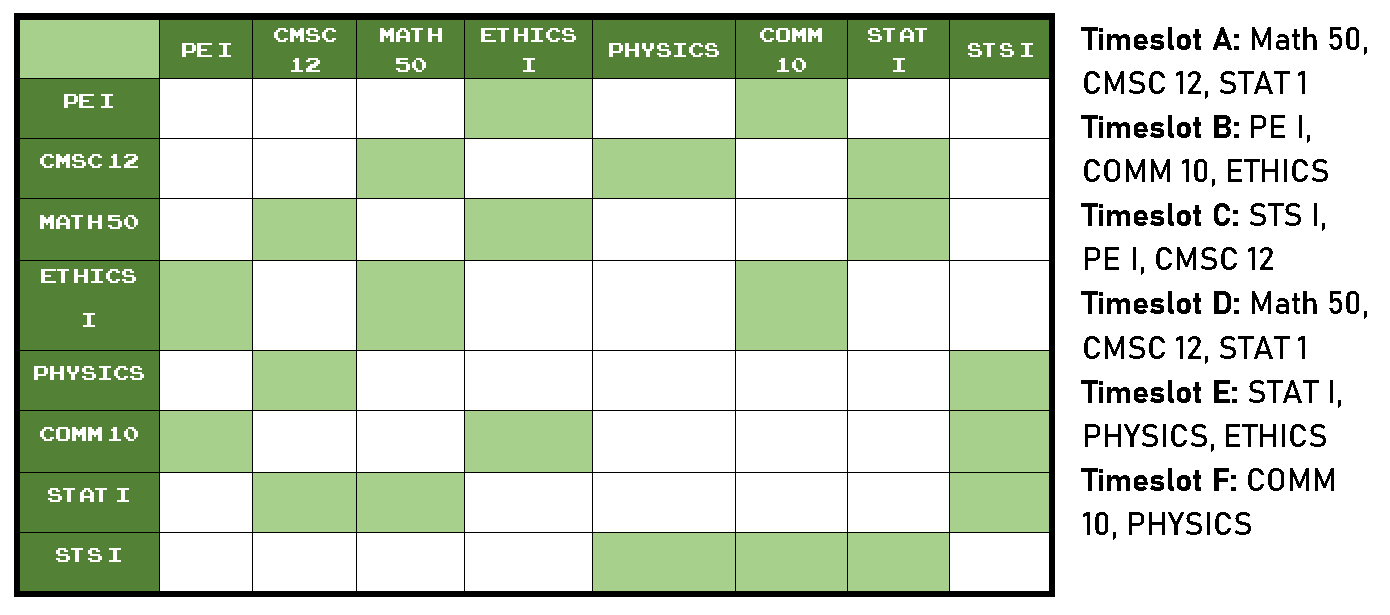 PE I
CMSC
12
MATH
50
ETHICS
I
PHYSICS
COMM
10
STAT
I
STS I
PE I
CMSC 12
MATH 50
ETHICS
I
PHYSICS
COMM 10
STAT I
STS I
Timeslot A: Math 50,
CMSC 12, STAT 1
Timeslot B: PE I,
COMM 10, ETHICS
Timeslot C: STS I,
PE I, CMSC 12
Timeslot D: Math 50,
CMSC 12, STAT 1
Timeslot E: STAT I,
PHYSICS, ETHICS
Timeslot F: COMM
10, PHYSICS